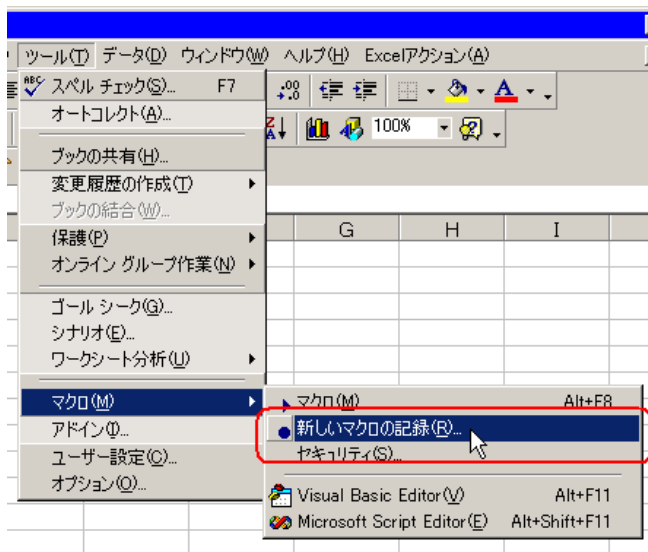 ツール(T) データ(D) ウィンドウ(W) ヘルプ(H) Excelアクション(A)
ABC スペル チェック(S)... F7
オートコレクト(A)...
100%
ブックの共有(H)...
変更履歴の作成(T)
ブックの結合(W)...
G H I
保護(P)
オンライン グループ作業(N)
ゴール シーク(G)...
シナリオ(E)...
ワークシート分析(U)
マクロ(M)
マクロ(M) Alt+F8
アドイン(I)...
新しいマクロの記録(R)...
ユーザー設定(C)...
セキュリティ(S)...
オプション(O)...
Visual Basic Editor(V) Alt+F11
Microsoft Script Editor(E) Alt+Shift+F11